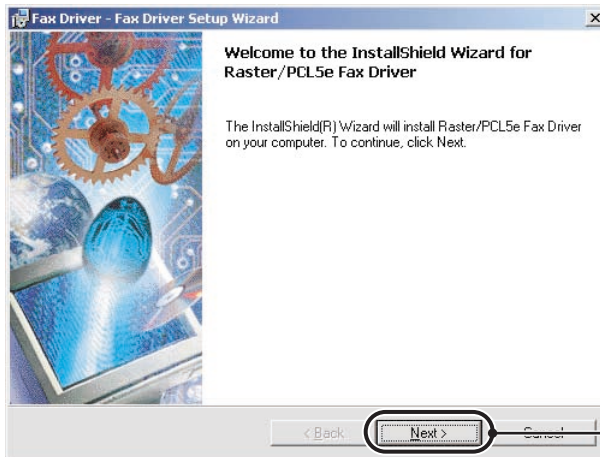 Fax Driver - Fax Driver Setup Wizard
Welcome to the InstallShield Wizard for
Raster/PCL5e Fax Driver
The InstallShield(R) Wizard will install Raster/PCL5e Fax Driver
on your computer. To continue, click Next.
< Back
Next >
Cancel